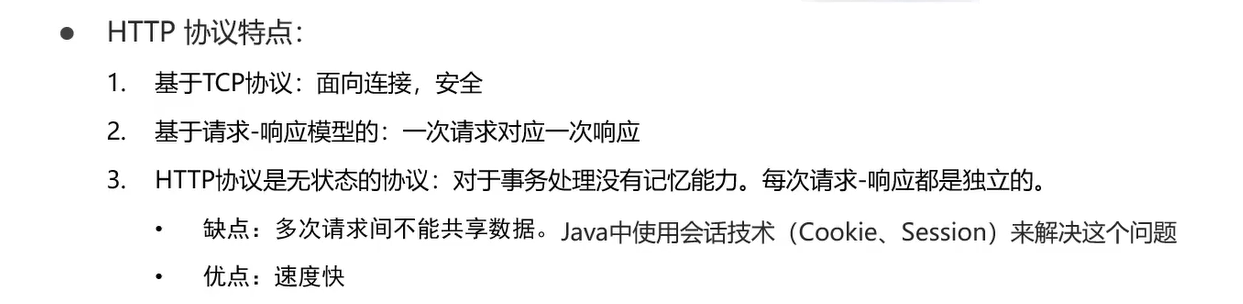 ● HTTP 协议特点：
1. 基于TCP协议：面向连接，安全
2. 基于请求-响应模型的：一次请求对应一次响应
3. HTTP协议是无状态的协议：对于事务处理没有记忆能力。每次请求-响应都是独立的。
• 缺点：多次请求间不能共享数据。Java中使用会话技术（Cookie、Session）来解决这个问题
• 优点：速度快